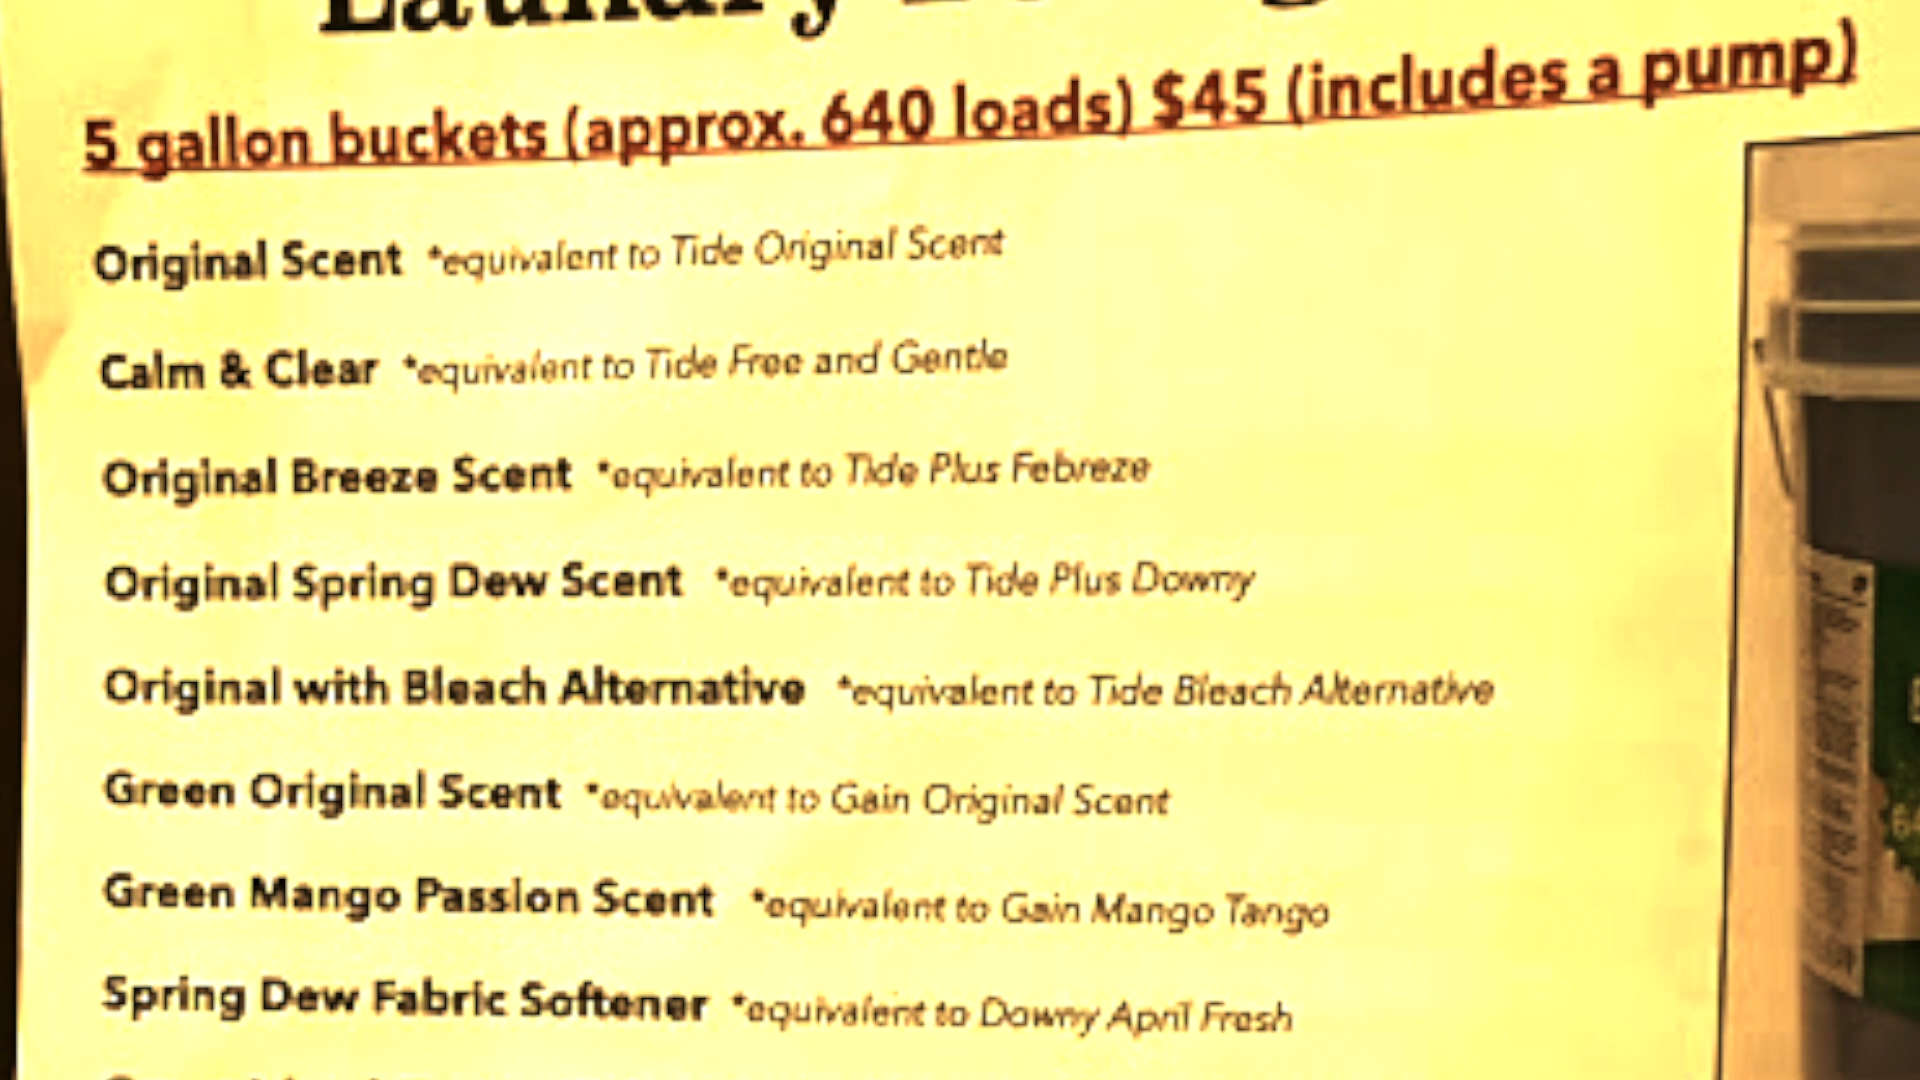 Laundry
5 gallon buckets (approx. 640 loads) $45 (includes a pump)
Original Scent *equivalent to Tide Original Scent
Calm & Clear *equivalent to Tide Free and Gentle
Original Breeze Scent *equivalent to Tide Plus Febreze
Original Spring Dew Scent *equivalent to Tide Plus Downy
Original with Bleach Alternative *equivalent to Tide Bleach Alternative
Green Original Scent *equivalent to Gain Original Scent
Green Mango Passion Scent *equivalent to Gain Mango Tango
Spring Dew Fabric Softener *equivalent to Downy April Fresh